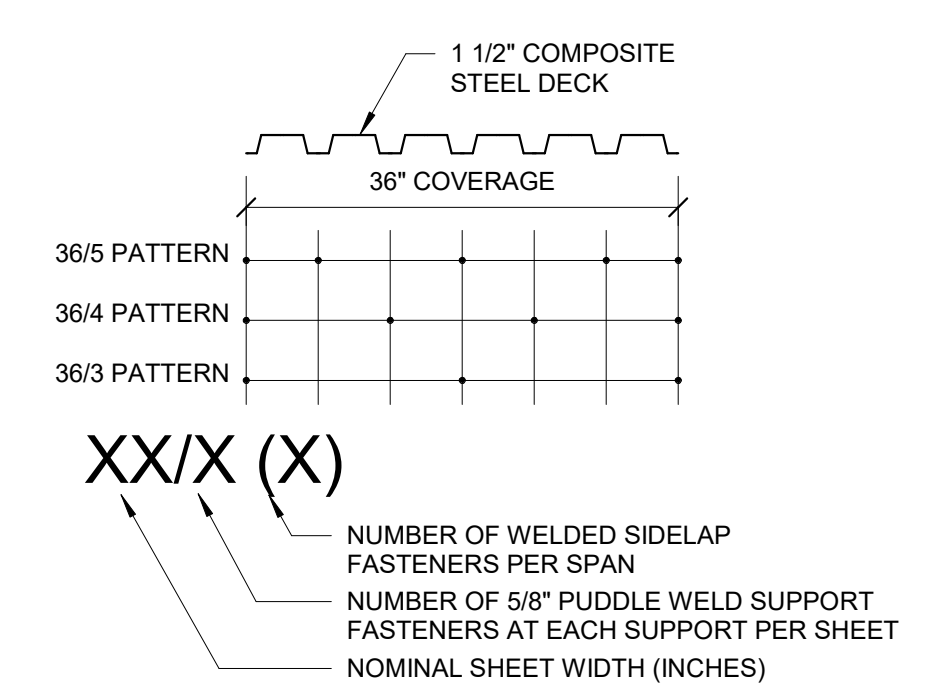 1 1/2" COMPOSITE
STEEL DECK
36" COVERAGE
36/5 PATTERN
36/4 PATTERN
36/3 PATTERN
XX/X (X)
NUMBER OF WELDED SIDELAP
FASTENERS PER SPAN
NUMBER OF 5/8" PUDDLE WELD SUPPORT
FASTENERS AT EACH SUPPORT PER SHEET
NOMINAL SHEET WIDTH (INCHES)